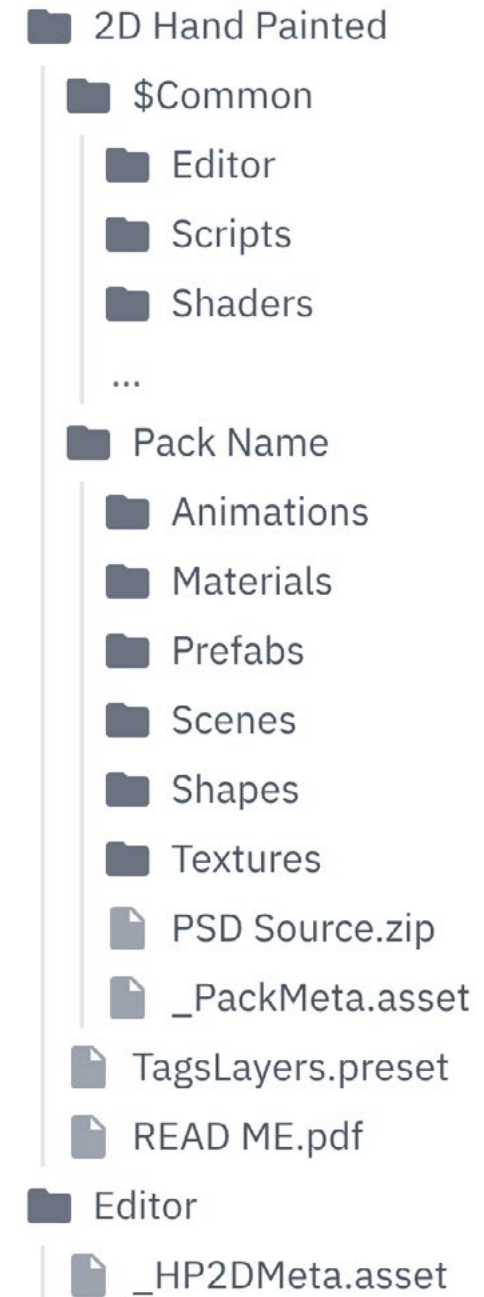 2D Hand Painted
$Common
Editor
Scripts
Shaders
...
Pack Name
Animations
Materials
Prefabs
Scenes
Shapes
Textures
PSD Source.zip
_PackMeta.asset
TagsLayers.preset
READ ME.pdf
Editor
_HP2DMeta.asset